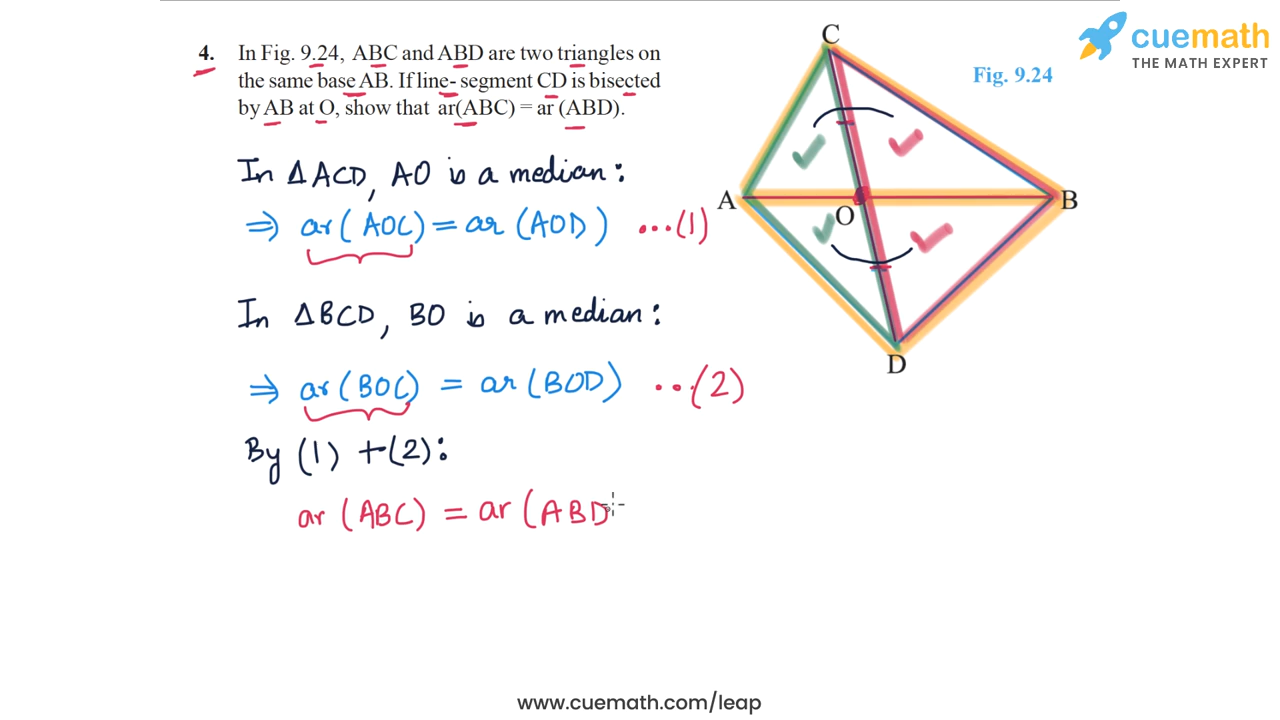 4. In Fig. 9.24, ABC and ABD are two triangles on
the same base AB. If line- segment CD is bisected
by AB at O, show that ar(ABC) = ar (ABD).
In ΔACD, AO is a median:
⇒ ar(AOC) = ar (AOD) ...(1)
In ΔBCD, BO is a median:
⇒ ar(BOC) = ar(BOD) ...(2)
By (1) +(2):
ar (ABC) = ar (ABD
C
A
O
B
D
Fig. 9.24
cuemath
THE MATH EXPERT
www.cuemath.com/leap